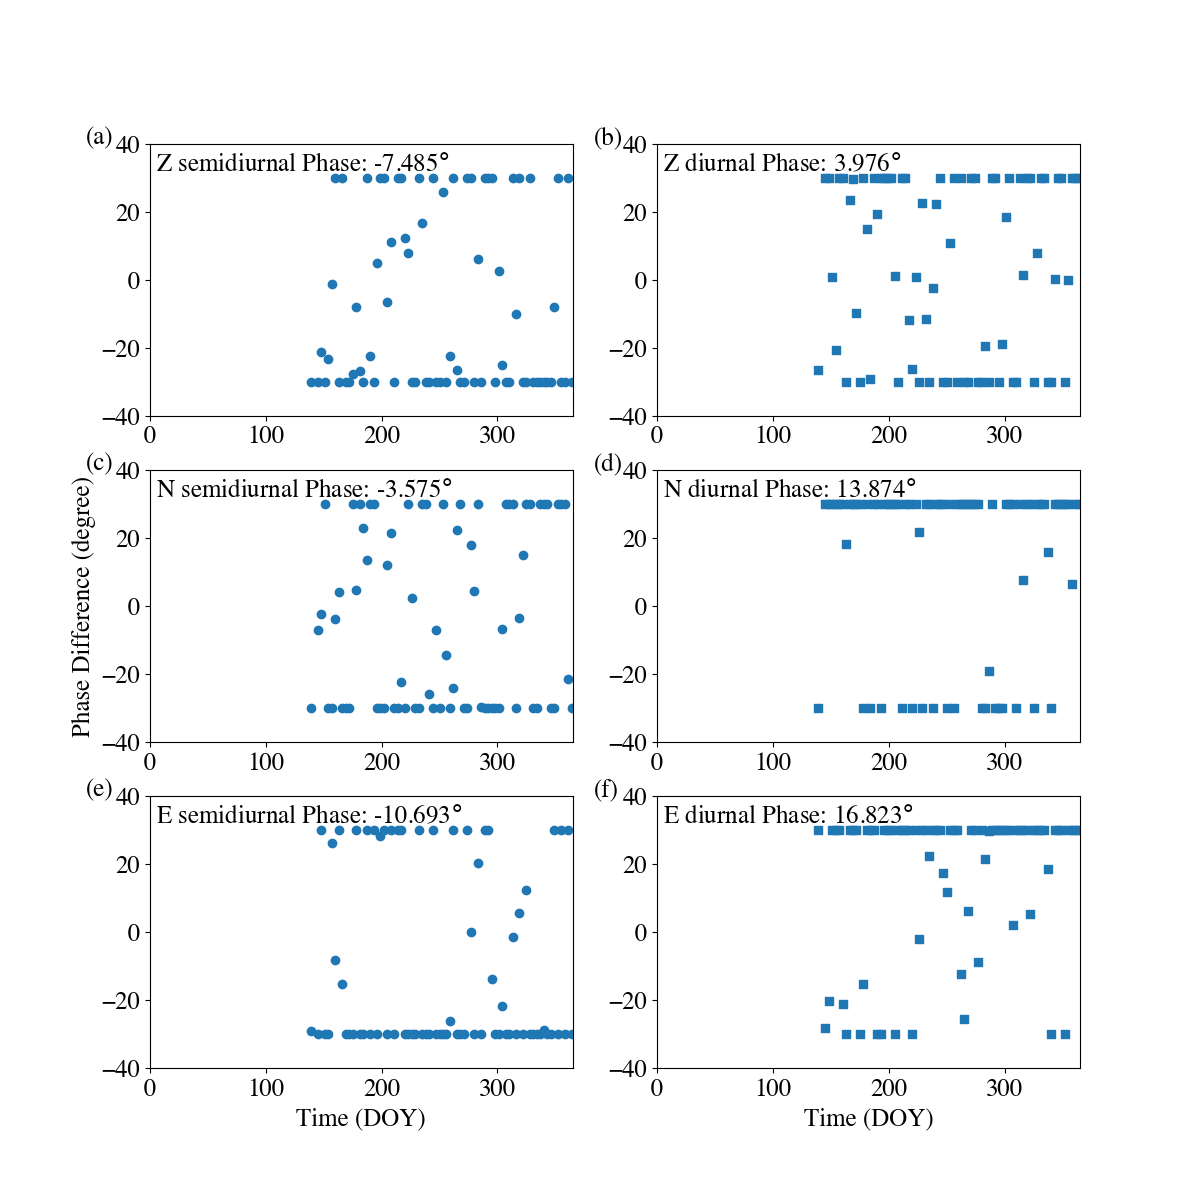 (a)
Z semidiurnal Phase: -7.485°
40
20
0
−20
−40
0 100 200 300
(b)
Z diurnal Phase: 3.976°
40
20
0
−20
−40
0 100 200 300
(c)
N semidiurnal Phase: -3.575°
40
20
0
−20
−40
0 100 200 300
Phase Difference (degree)
(d)
N diurnal Phase: 13.874°
40
20
0
−20
−40
0 100 200 300
(e)
E semidiurnal Phase: -10.693°
40
20
0
−20
−40
0 100 200 300
Time (DOY)
(f)
E diurnal Phase: 16.823°
40
20
0
−20
−40
0 100 200 300
Time (DOY)